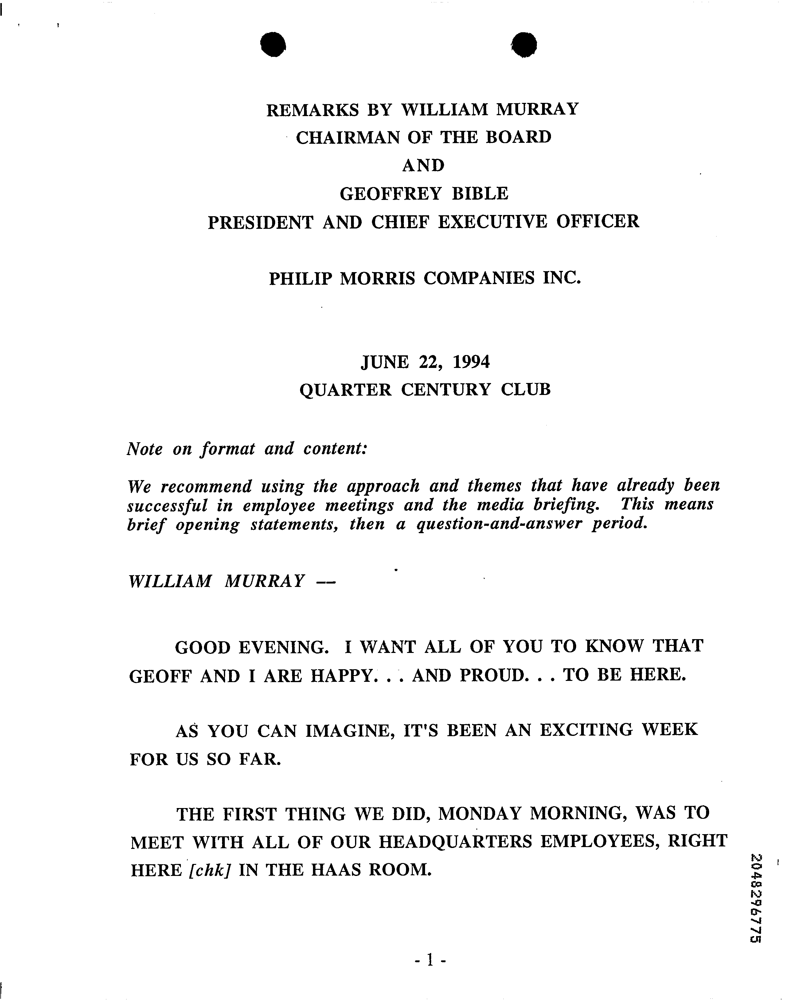 REMARKS BY WILLIAM MURRAY
CHAIRMAN OF THE BOARD
AND
GEOFFREY BIBLE
PRESIDENT AND CHIEF EXECUTIVE OFFICER
PHILIP MORRIS COMPANIES INC.
JUNE 22, 1994
QUARTER CENTURY CLUB
Note on format and content:
We recommend using the approach and themes that have already been
successful in employee meetings and the media briefing. This means
brief opening statements, then a question-and-answer period.
WILLIAM MURRAY —
GOOD EVENING. I WANT ALL OF YOU TO KNOW THAT
GEOFF AND I ARE HAPPY. . . AND PROUD. . . TO BE HERE.
AS YOU CAN IMAGINE, IT'S BEEN AN EXCITING WEEK
FOR US SO FAR.
THE FIRST THING WE DID, MONDAY MORNING, WAS TO
MEET WITH ALL OF OUR HEADQUARTERS EMPLOYEES, RIGHT
HERE [chk] IN THE HAAS ROOM.
2048296775
- 1 -